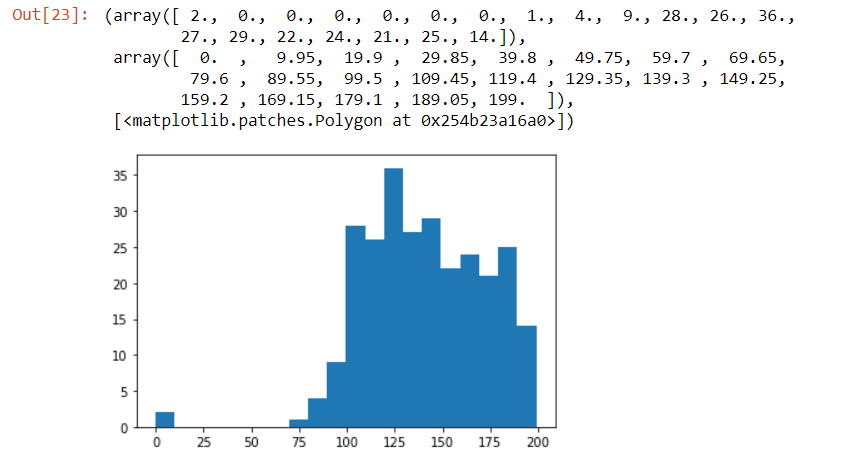 Out[23]: (array([ 2., 0., 0., 0., 0., 0., 0., 1., 4., 9., 28., 26., 36.,
27., 29., 22., 24., 21., 25., 14.]),
array([ 0. , 9.95, 19.9 , 29.85, 39.8 , 49.75, 59.7 , 69.65,
79.6 , 89.55, 99.5 , 109.45, 119.4 , 129.35, 139.3 , 149.25,
159.2 , 169.15, 179.1 , 189.05, 199. ]),
[<matplotlib.patches.Polygon at 0x254b23a16a0>])
35
30
25
20
15
10
5
0
0 25 50 75 100 125 150 175 200